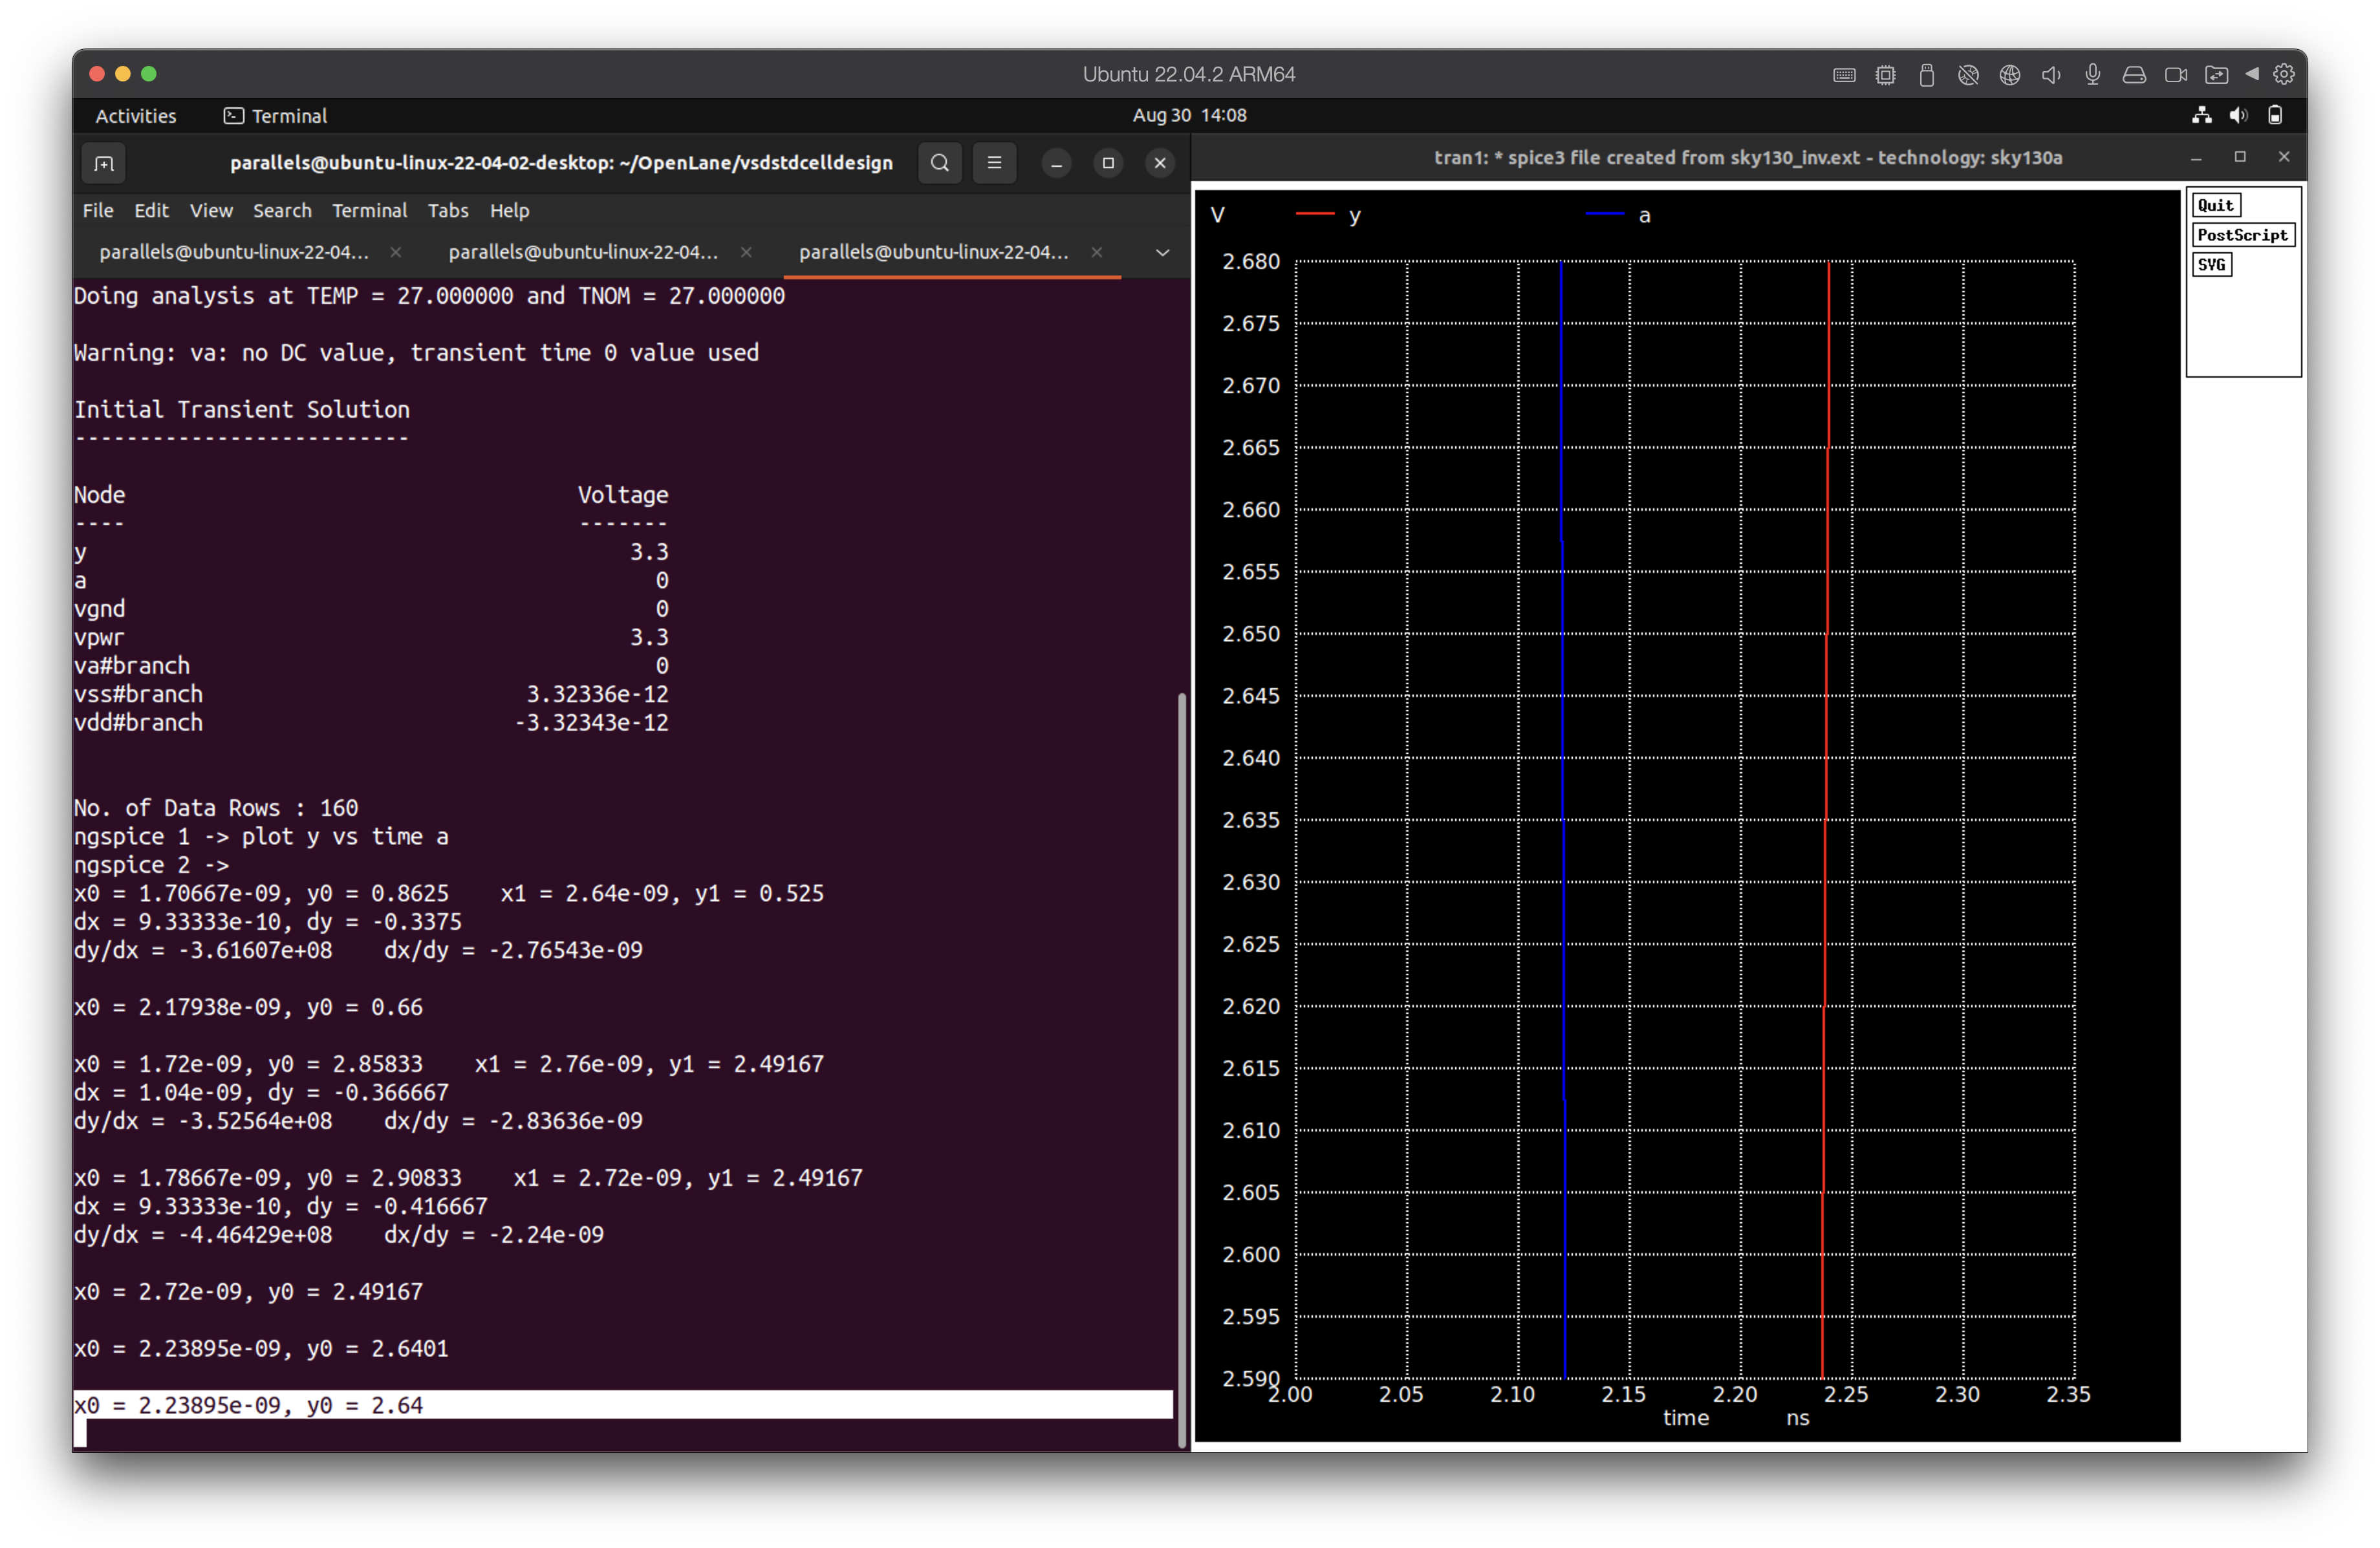 Ubuntu 22.04.2 ARM64
Activities Terminal Aug 30 14:08
parallels@ubuntu-linux-22-04-02-desktop: ~/OpenLane/vsdstdcelldesign
File Edit View Search Terminal Tabs Help
parallels@ubuntu-linux-22-04... parallels@ubuntu-linux-22-04... parallels@ubuntu-linux-22-04...
Doing analysis at TEMP = 27.000000 and TNOM = 27.000000
Warning: va: no DC value, transient time 0 value used
Initial Transient Solution
--------------------------
Node Voltage
---- -------
y 3.3
a 0
vgnd 0
vpwr 3.3
va#branch 0
vss#branch 3.32336e-12
vdd#branch -3.32343e-12
No. of Data Rows : 160
ngspice 1 -> plot y vs time a
ngspice 2 ->
x0 = 1.70667e-09, y0 = 0.8625 x1 = 2.64e-09, y1 = 0.525
dx = 9.33333e-10, dy = -0.3375
dy/dx = -3.61607e+08 dx/dy = -2.76543e-09
x0 = 2.17938e-09, y0 = 0.66
x0 = 1.72e-09, y0 = 2.85833 x1 = 2.76e-09, y1 = 2.49167
dx = 1.04e-09, dy = -0.366667
dy/dx = -3.52564e+08 dx/dy = -2.83636e-09
x0 = 1.78667e-09, y0 = 2.90833 x1 = 2.72e-09, y1 = 2.49167
dx = 9.33333e-10, dy = -0.416667
dy/dx = -4.46429e+08 dx/dy = -2.24e-09
x0 = 2.72e-09, y0 = 2.49167
x0 = 2.23895e-09, y0 = 2.6401
x0 = 2.23895e-09, y0 = 2.64
tran1: * spice3 file created from sky130_inv.ext - technology: sky130a
Quit
PostScript
SVG
V y a
2.680
2.675
2.670
2.665
2.660
2.655
2.650
2.645
2.640
2.635
2.630
2.625
2.620
2.615
2.610
2.605
2.600
2.595
2.590
2.00 2.05 2.10 2.15 2.20 2.25 2.30 2.35
time ns